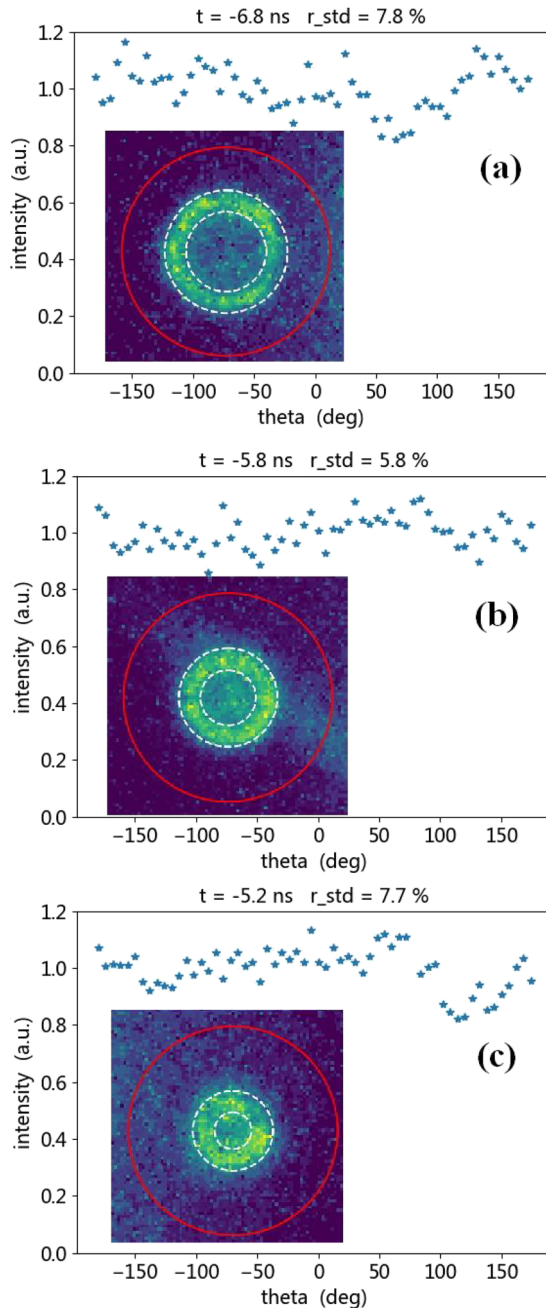 t = -6.8 ns   r_std = 7.8 %
1.2
1.0
0.8
0.6
0.4
0.2
0.0
intensity  (a.u.)
(a)
−150 −100 −50 0 50 100 150
theta  (deg)
t = -5.8 ns   r_std = 5.8 %
1.2
1.0
0.8
0.6
0.4
0.2
0.0
intensity  (a.u.)
(b)
−150 −100 −50 0 50 100 150
theta  (deg)
t = -5.2 ns   r_std = 7.7 %
1.2
1.0
0.8
0.6
0.4
0.2
0.0
intensity  (a.u.)
(c)
−150 −100 −50 0 50 100 150
theta  (deg)